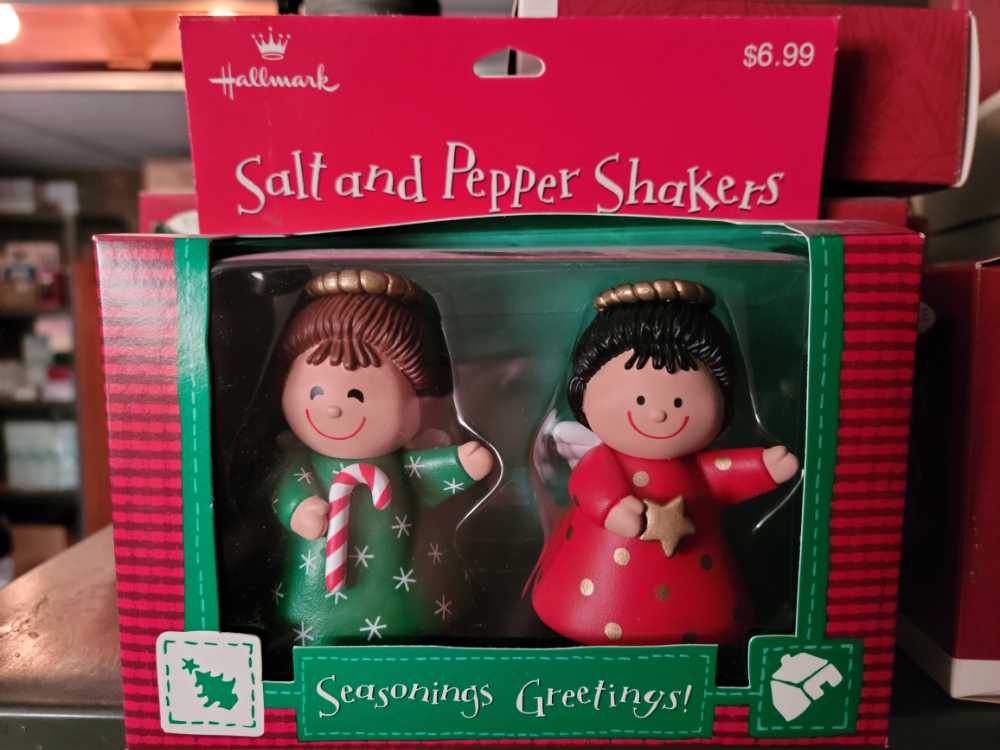 Hallmark
$6.99
Salt and Pepper Shakers
Seasonings Greetings!